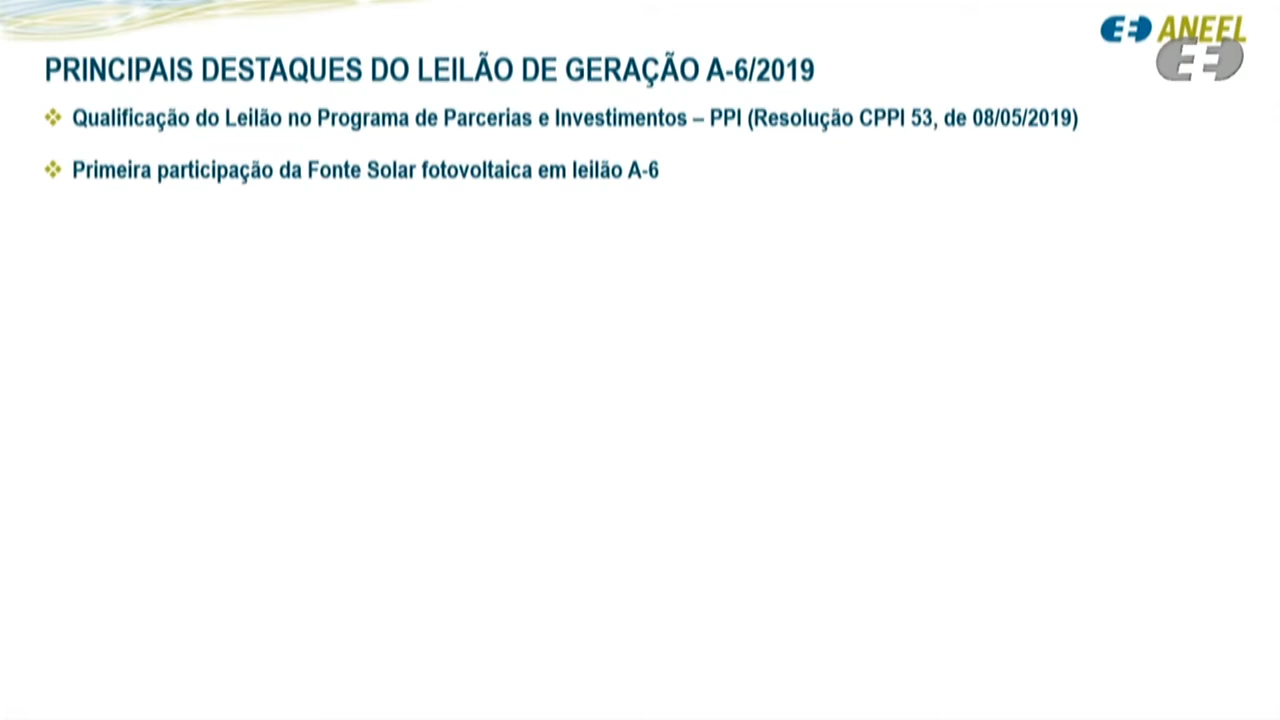 ANEEL
PRINCIPAIS DESTAQUES DO LEILÃO DE GERAÇÃO A-6/2019
Qualificação do Leilão no Programa de Parcerias e Investimentos – PPI (Resolução CPPI 53, de 08/05/2019)
Primeira participação da Fonte Solar fotovoltaica em leilão A-6